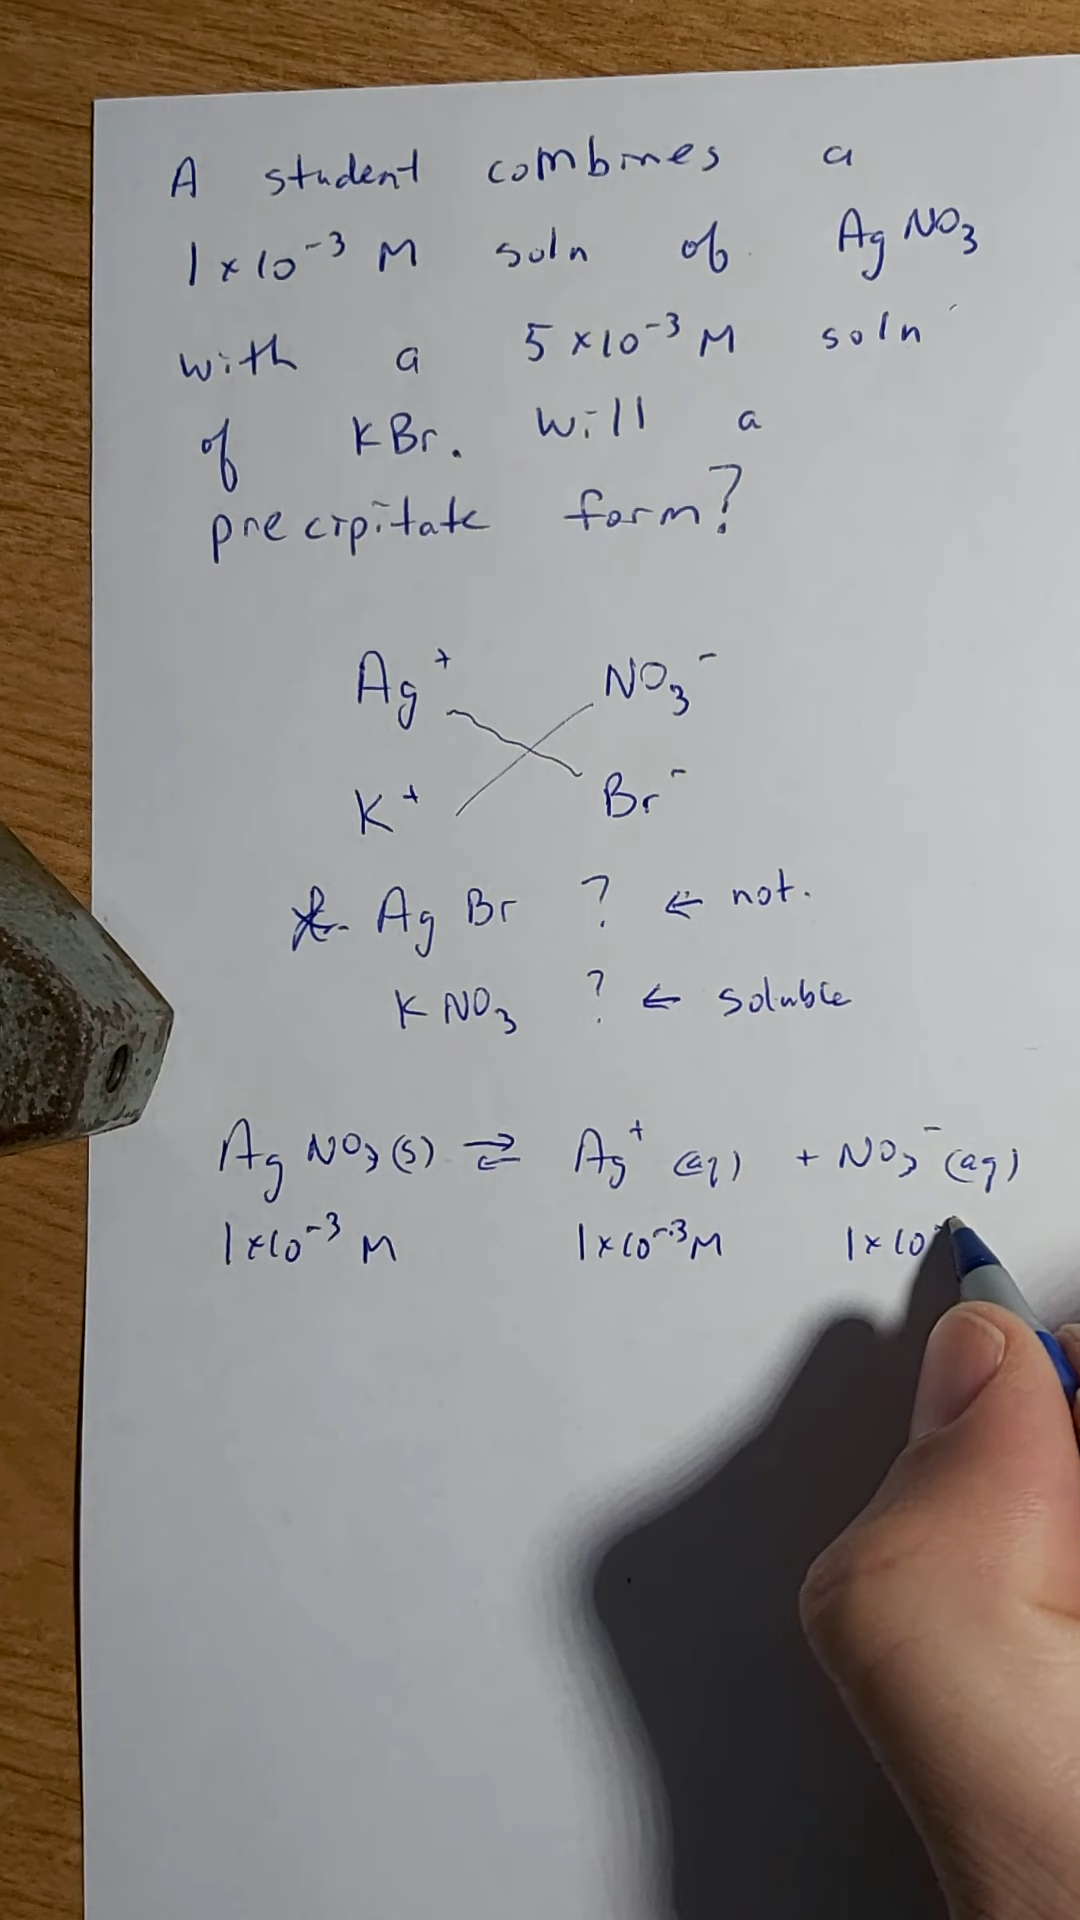 A student combines a
1×10⁻³ M soln of AgNO₃
with a 5×10⁻³ M soln
of KBr. Will a
precipitate form?
Ag⁺ NO₃⁻
K⁺ Br⁻
AgBr ? ← not.
KNO₃ ? ← soluble
AgNO₃(s) ⇌ Ag⁺(aq) + NO₃⁻(aq)
1×10⁻³ M 1×10⁻³M 1×10